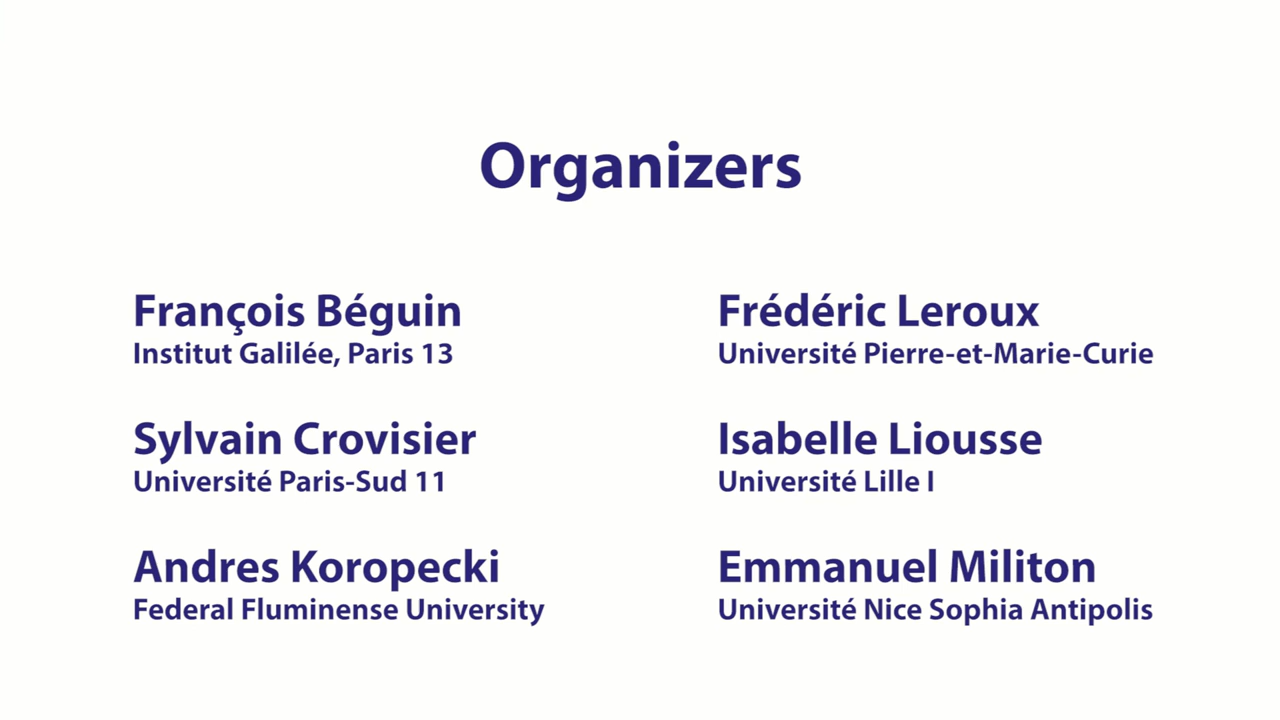 Organizers
François Béguin
Institut Galilée, Paris 13
Sylvain Crovisier
Université Paris-Sud 11
Andres Koropecki
Federal Fluminense University
Frédéric Leroux
Université Pierre-et-Marie-Curie
Isabelle Liousse
Université Lille I
Emmanuel Militon
Université Nice Sophia Antipolis